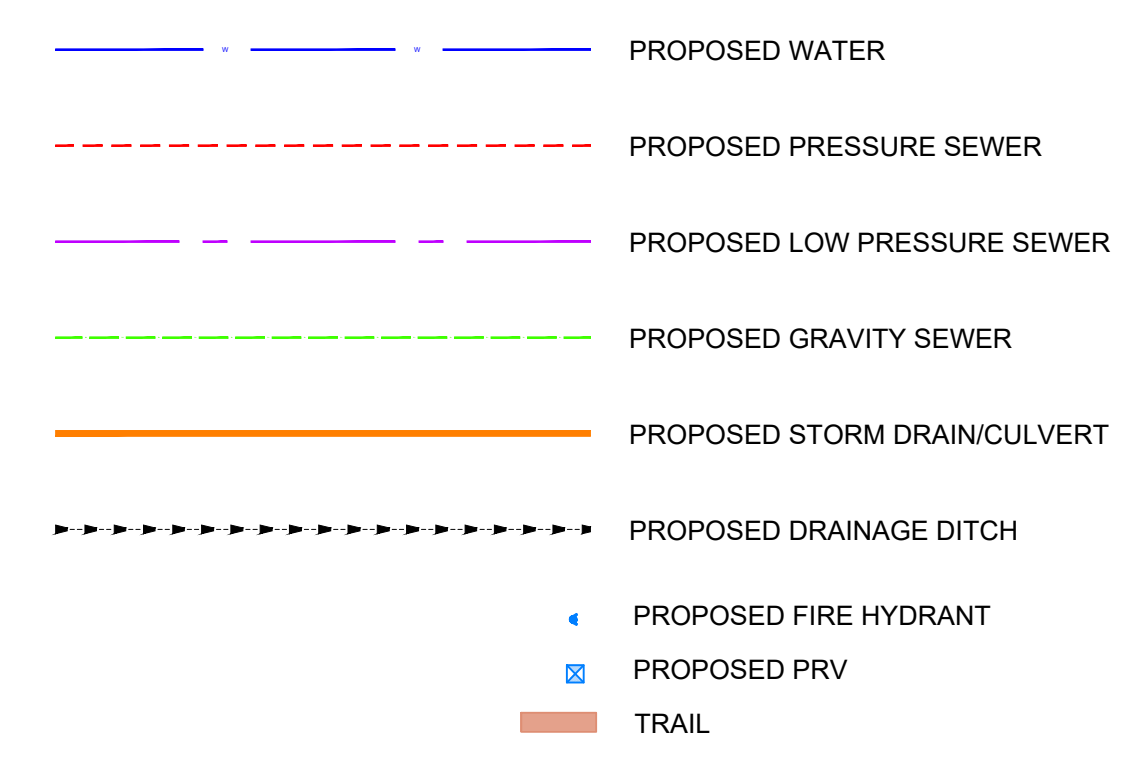 W W PROPOSED WATER
PROPOSED PRESSURE SEWER
PROPOSED LOW PRESSURE SEWER
PROPOSED GRAVITY SEWER
PROPOSED STORM DRAIN/CULVERT
PROPOSED DRAINAGE DITCH
PROPOSED FIRE HYDRANT
PROPOSED PRV
TRAIL